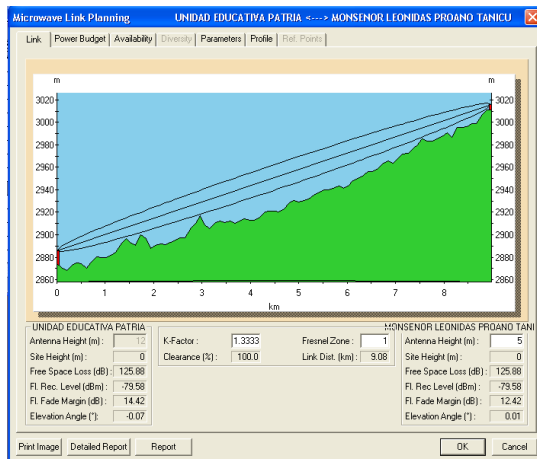 Microwave Link Planning UNIDAD EDUCATIVA PATRIA <---> MONSENOR LEONIDAS PROANO TANICU
Link Power Budget Availability Diversity Parameters Profile Ref. Points
m m
3020 3020
3000 3000
2980 2980
2960 2960
2940 2940
2920 2920
2900 2900
2880 2880
2860 2860
0 1 2 3 4 5 6 7 8
km
UNIDAD EDUCATIVA PATRIA MONSENOR LEONIDAS PROANO TANI
Antenna Height (m) : 12 K-Factor : 1.3333 Fresnel Zone : 1 Antenna Height (m) : 5
Site Height (m) : 0 Clearance (%) : 100.0 Link Dist. (km) : 9.08 Site Height (m) : 0
Free Space Loss (dB) : 125.88 Free Space Loss (dB) : 125.88
Fl. Rec. Level (dBm) : -79.58 Fl. Rec. Level (dBm) : -79.58
Fl. Fade Margin (dB) : 14.42 Fl. Fade Margin (dB) : 12.42
Elevation Angle (°): -0.07 Elevation Angle (°): 0.01
Print Image Detailed Report Report OK Cancel